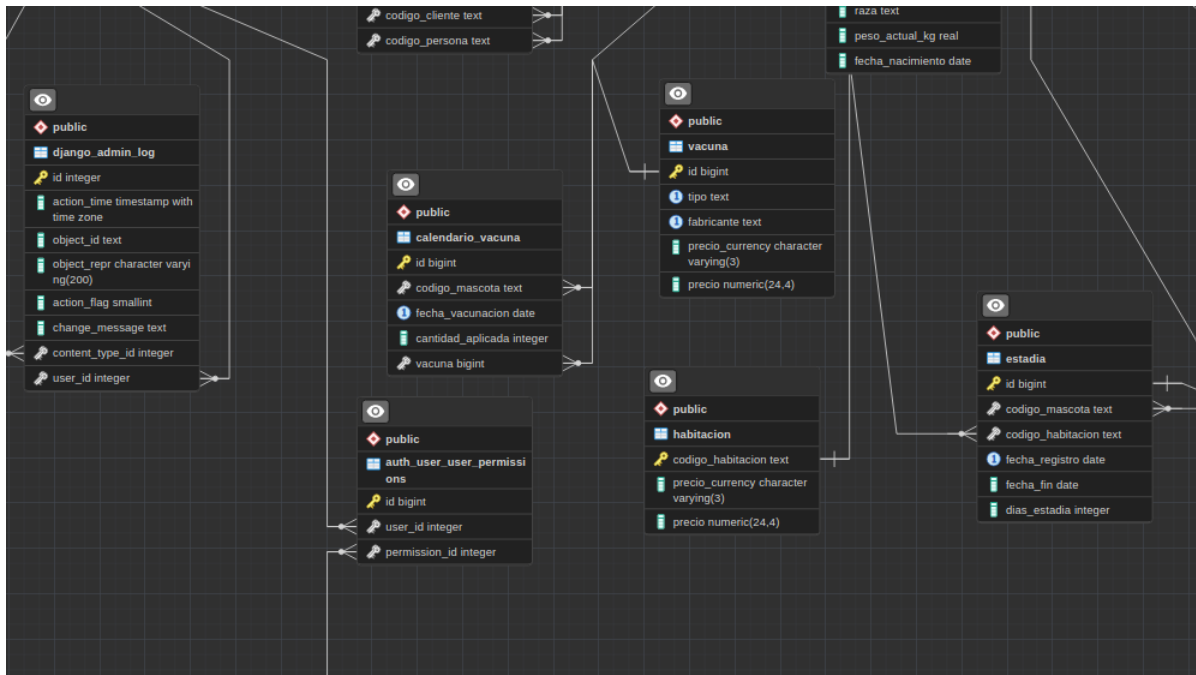 codigo_cliente text
codigo_persona text
raza text
peso_actual_kg real
fecha_nacimiento date
public
django_admin_log
id integer
action_time timestamp with
time zone
object_id text
object_repr character varyi
ng(200)
action_flag smallint
change_message text
content_type_id integer
user_id integer
public
calendario_vacuna
id bigint
codigo_mascota text
fecha_vacunacion date
cantidad_aplicada integer
vacuna bigint
public
vacuna
id bigint
tipo text
fabricante text
precio_currency character
varying(3)
precio numeric(24,4)
public
auth_user_user_permissi
ons
id bigint
user_id integer
permission_id integer
public
habitacion
codigo_habitacion text
precio_currency character
varying(3)
precio numeric(24,4)
public
estadia
id bigint
codigo_mascota text
codigo_habitacion text
fecha_registro date
fecha_fin date
dias_estadia integer